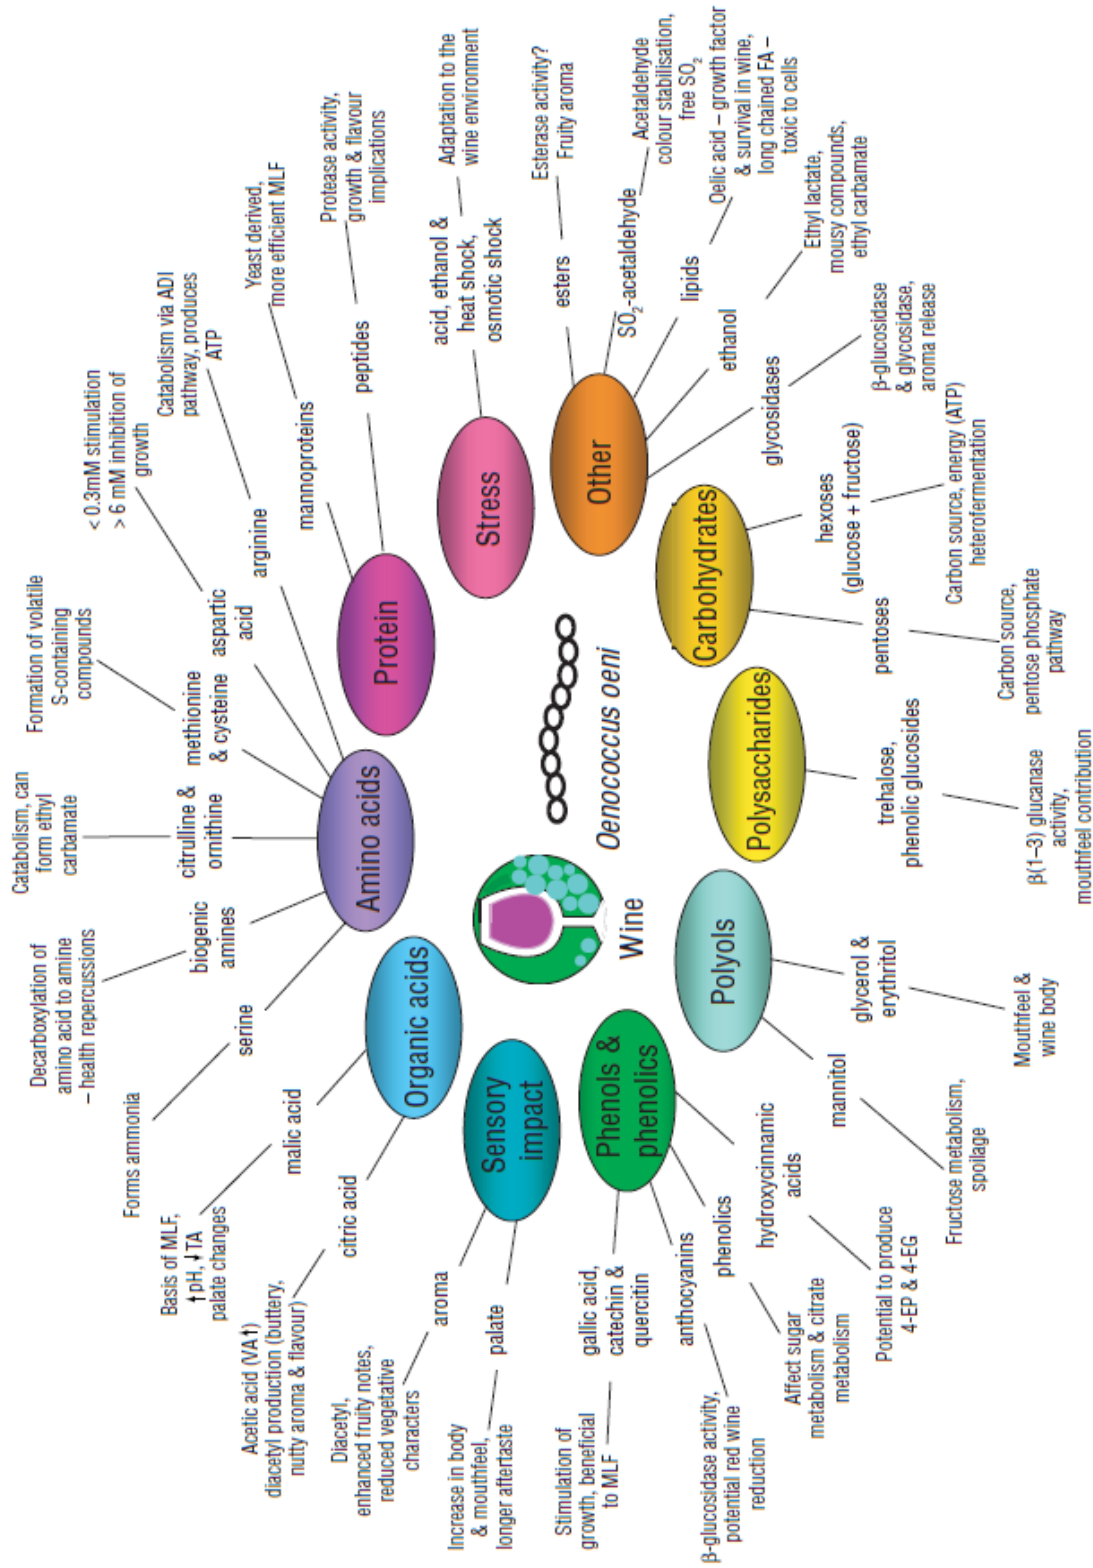 Forms ammonia
serine
Decarboxylation of
amino acid to amine
– health repercussions
biogenic
amines
Catabolism, can
form ethyl
carbamate
citrulline &
ornithine
Formation of volatile
S-containing
compounds
methionine
& cysteine
< 0.3mM stimulation
> 6 mM inhibition of
growth
aspartic
acid
Catabolism via ADI
pathway, produces
ATP
arginine
Amino acids
Yeast derived,
more efficient MLF
mannoproteins
Protease activity,
growth & flavour
implications
peptides
Protein
Adaptation to the
wine environment
acid, ethanol &
heat shock,
osmotic shock
Stress
Esterase activity?
Fruity aroma
esters
Acetaldehyde
colour stabilisation,
free SO₂
SO₂-acetaldehyde
Oelic acid – growth factor
& survival in wine,
long chained FA –
toxic to cells
lipids
Ethyl lactate,
mousy compounds,
ethyl carbamate
ethanol
β-glucosidase
& glycosidase,
aroma release
glycosidases
Other
Carbohydrates
hexoses
(glucose + fructose)
Carbon source, energy (ATP)
heterofermentation
pentoses
Carbon source,
pentose phosphate
pathway
Polysaccharides
trehalose,
phenolic glucosides
β(1–3) glucanase
activity,
mouthfeel contribution
Polyols
glycerol &
erythritol
Mouthfeel &
wine body
mannitol
Fructose metabolism,
spoilage
Phenols &
phenolics
hydroxycinnamic
acids
Potential to produce
4-EP & 4-EG
phenolics
Affect sugar
metabolism & citrate
metabolism
anthocyanins
β-glucosidase activity,
potential red wine
reduction
gallic acid,
catechin &
quercitin
Stimulation of
growth, beneficial
to MLF
Sensory
impact
palate
Increase in body
& mouthfeel,
longer aftertaste
aroma
Diacetyl,
enhanced fruity notes,
reduced vegetative
characters
Organic acids
citric acid
Acetic acid (VA↑)
diacetyl production (buttery,
nutty aroma & flavour)
malic acid
Basis of MLF,
↑pH, ↓TA
palate changes
Wine
Oenococcus oeni